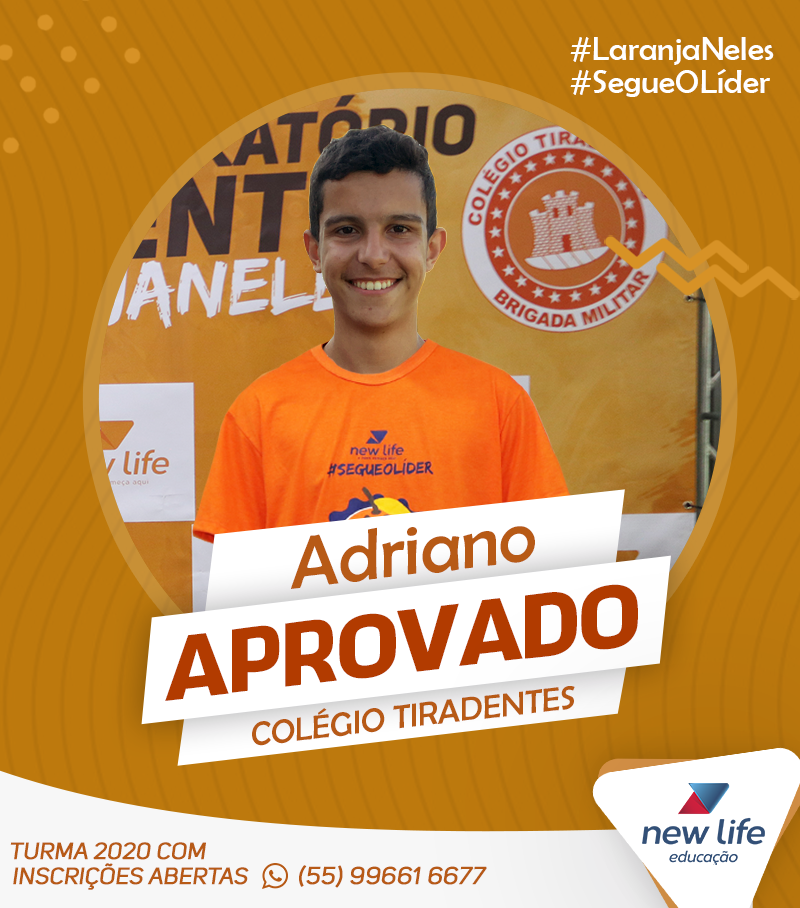 #LaranjaNeles
#SegueOLíder
COLÉGIO
BRIGADA MILITAR
life
new life
#SEGUEOLÍDER
Adriano
APROVADO
COLÉGIO TIRADENTES
new life
educação
TURMA 2020 COM
INSCRIÇÕES ABERTAS (55) 99661 6677